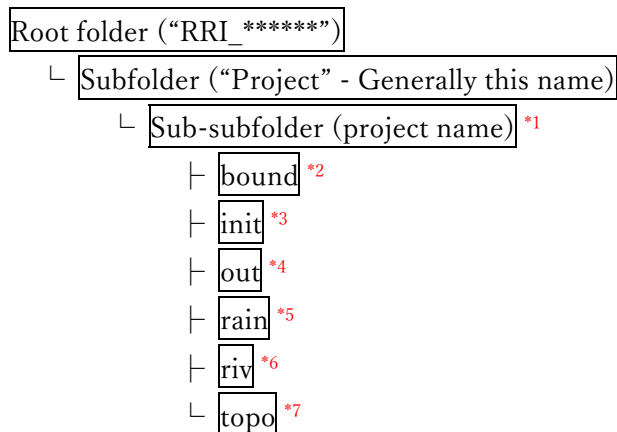 Root folder (“RRI_******”)
└ Subfolder (“Project” - Generally this name)
└ Sub-subfolder (project name) *1
├ bound *2
├ init *3
├ out *4
├ rain *5
├ riv *6
└ topo *7